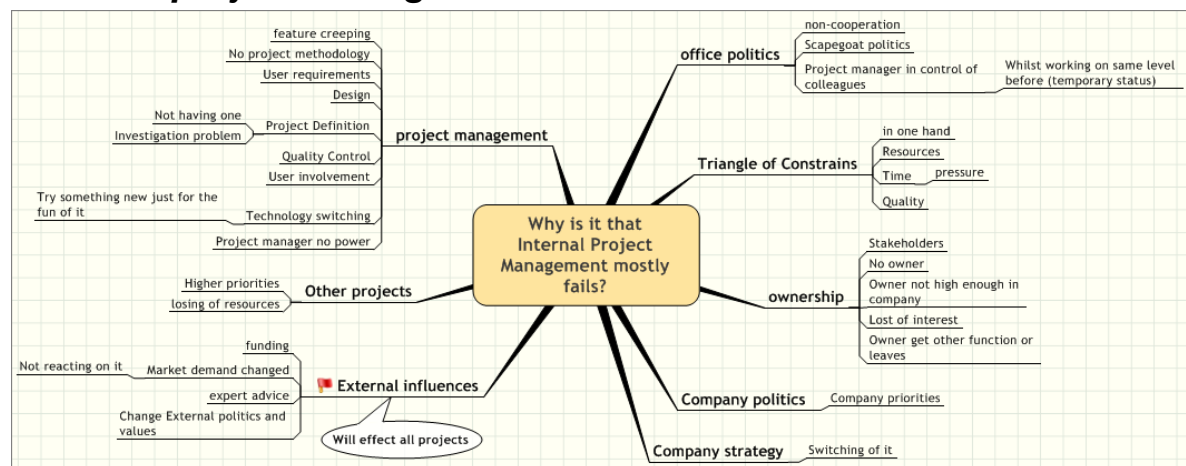 feature creeping
No project methodology
User requirements
Design
Not having one
Investigation problem
Project Definition
Quality Control
User involvement
Try something new just for the
fun of it
Technology switching
Project manager no power
project management
Higher priorities
losing of resources
Other projects
funding
Not reacting on it
Market demand changed
expert advice
Change External politics and
values
External influences
Will effect all projects
Why is it that
Internal Project
Management mostly
fails?
office politics
non-cooperation
Scapegoat politics
Project manager in control of
colleagues
Whilst working on same level
before (temporary status)
Triangle of Constrains
in one hand
Resources
Time
pressure
Quality
ownership
Stakeholders
No owner
Owner not high enough in
company
Lost of interest
Owner get other function or
leaves
Company politics
Company priorities
Company strategy
Switching of it